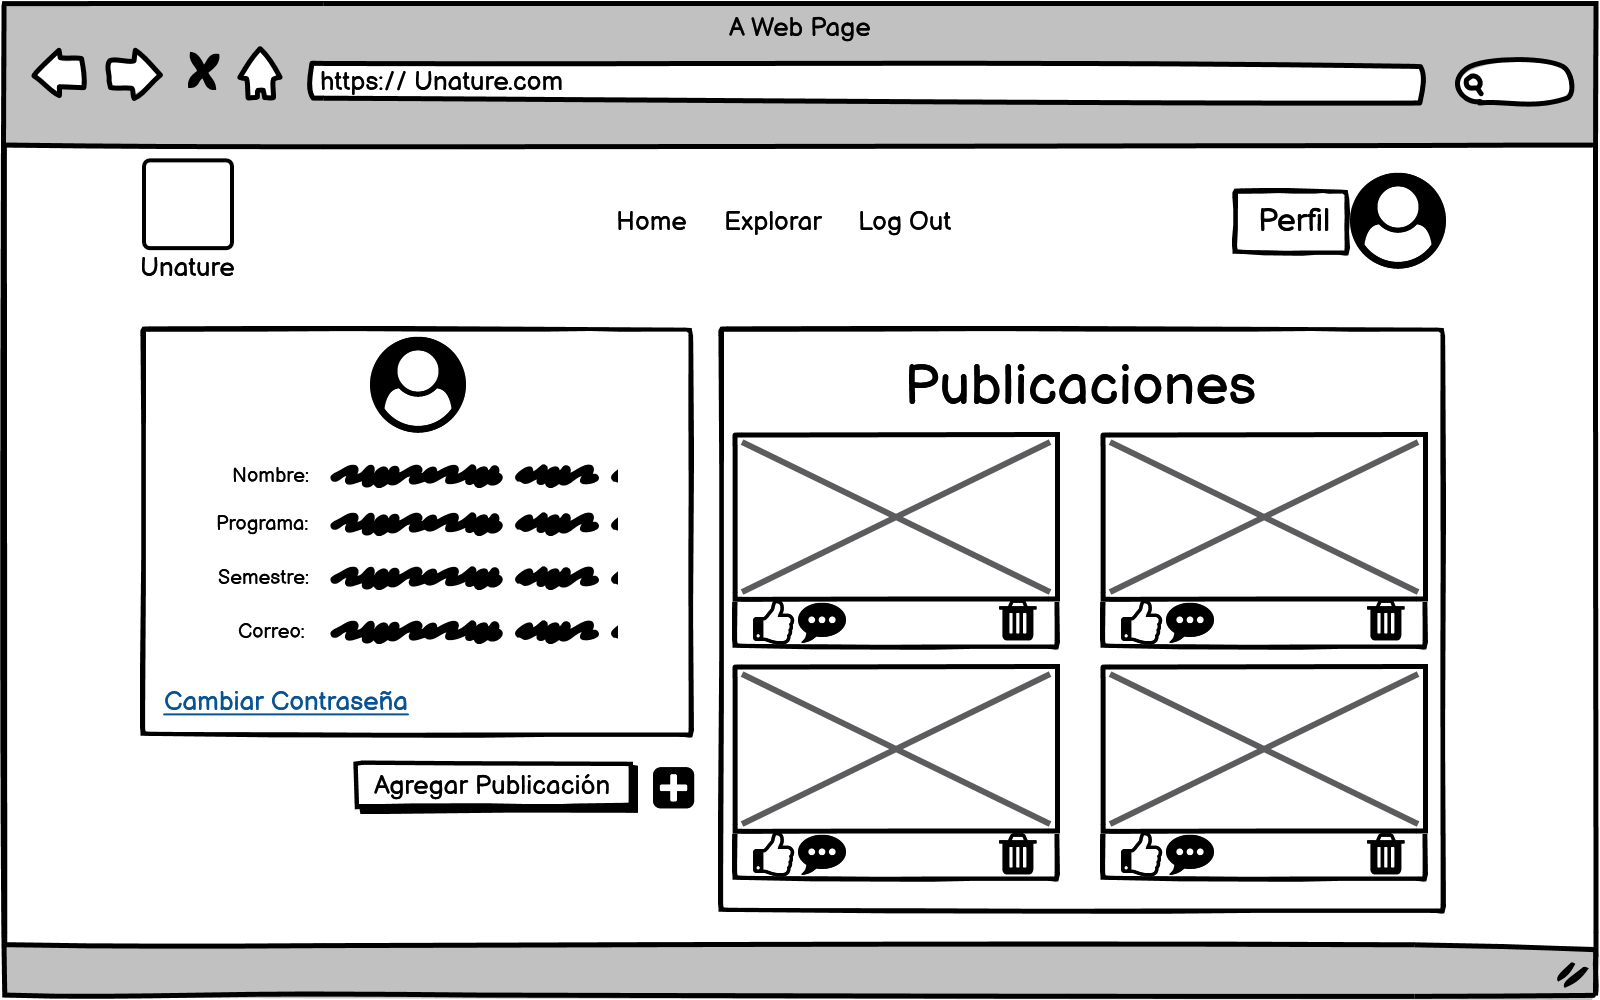 A Web Page
https:// Unature.com
Unature
Home Explorar Log Out
Perfil
Nombre:
Programa:
Semestre:
Correo:
Cambiar Contraseña
Agregar Publicación
Publicaciones